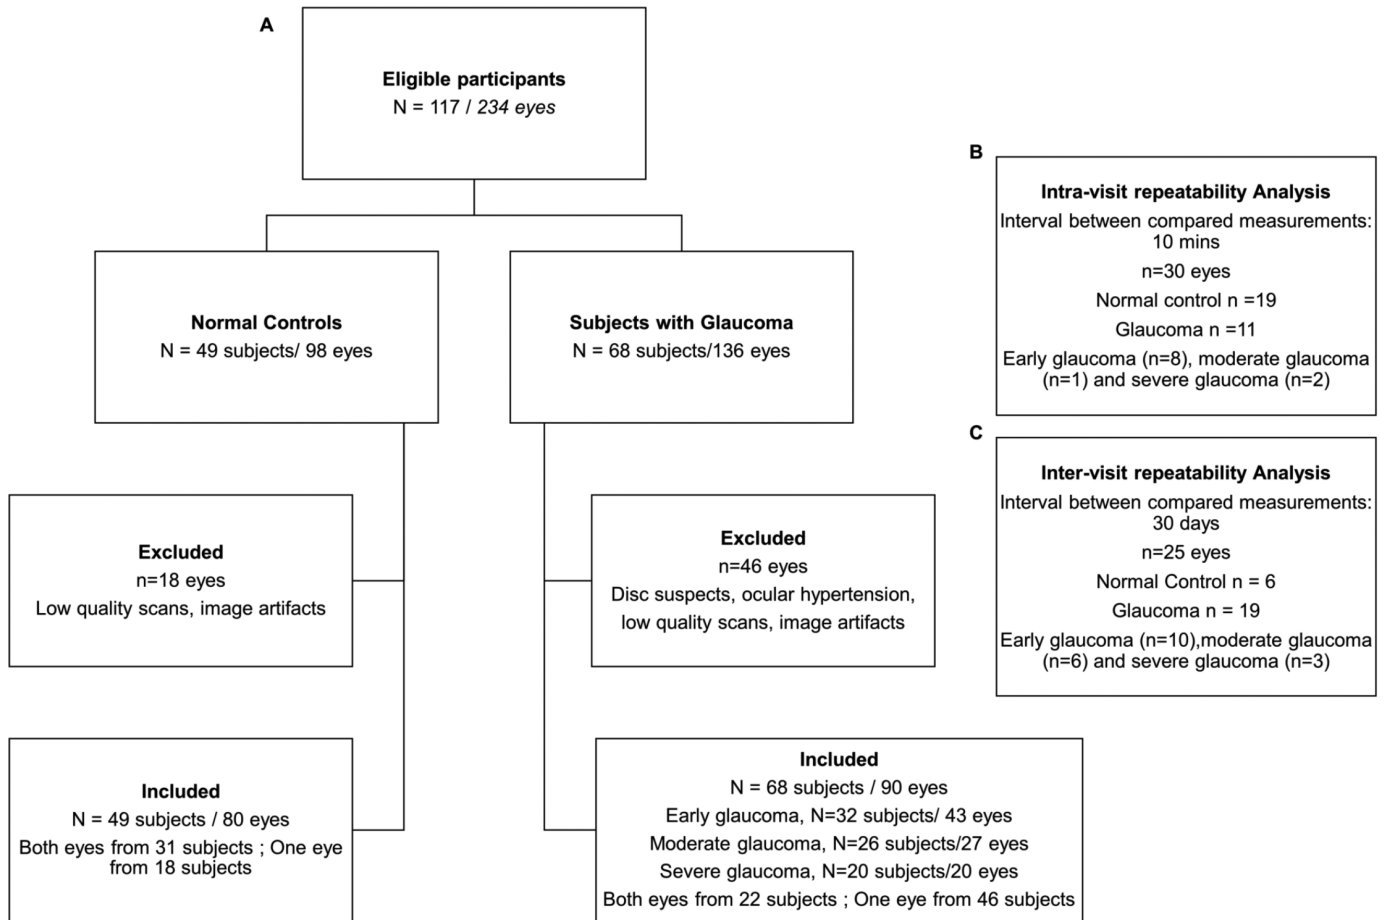 A
Eligible participants
N = 117 / 234 eyes
Normal Controls
N = 49 subjects/ 98 eyes
Subjects with Glaucoma
N = 68 subjects/136 eyes
Excluded
n=18 eyes
Low quality scans, image artifacts
Excluded
n=46 eyes
Disc suspects, ocular hypertension,
low quality scans, image artifacts
Included
N = 49 subjects / 80 eyes
Both eyes from 31 subjects ; One eye
from 18 subjects
Included
N = 68 subjects / 90 eyes
Early glaucoma, N=32 subjects/ 43 eyes
Moderate glaucoma, N=26 subjects/27 eyes
Severe glaucoma, N=20 subjects/20 eyes
Both eyes from 22 subjects ; One eye from 46 subjects
B
Intra-visit repeatability Analysis
Interval between compared measurements:
10 mins
n=30 eyes
Normal control n =19
Glaucoma n =11
Early glaucoma (n=8), moderate glaucoma
(n=1) and severe glaucoma (n=2)
C
Inter-visit repeatability Analysis
Interval between compared measurements:
30 days
n=25 eyes
Normal Control n = 6
Glaucoma n = 19
Early glaucoma (n=10),moderate glaucoma
(n=6) and severe glaucoma (n=3)